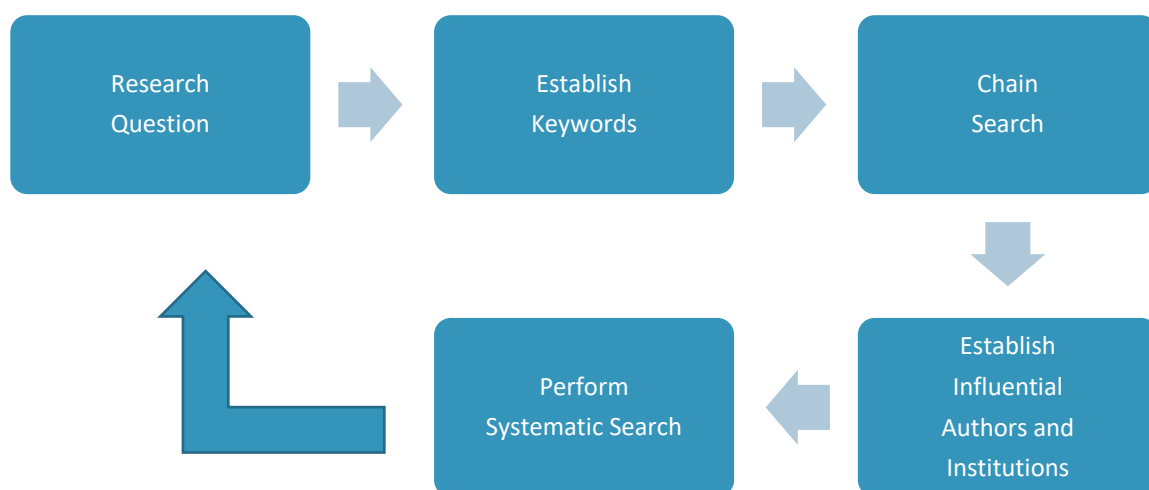 Research
Question
Establish
Keywords
Chain
Search
Establish
Influential
Authors and
Institutions
Perform
Systematic Search